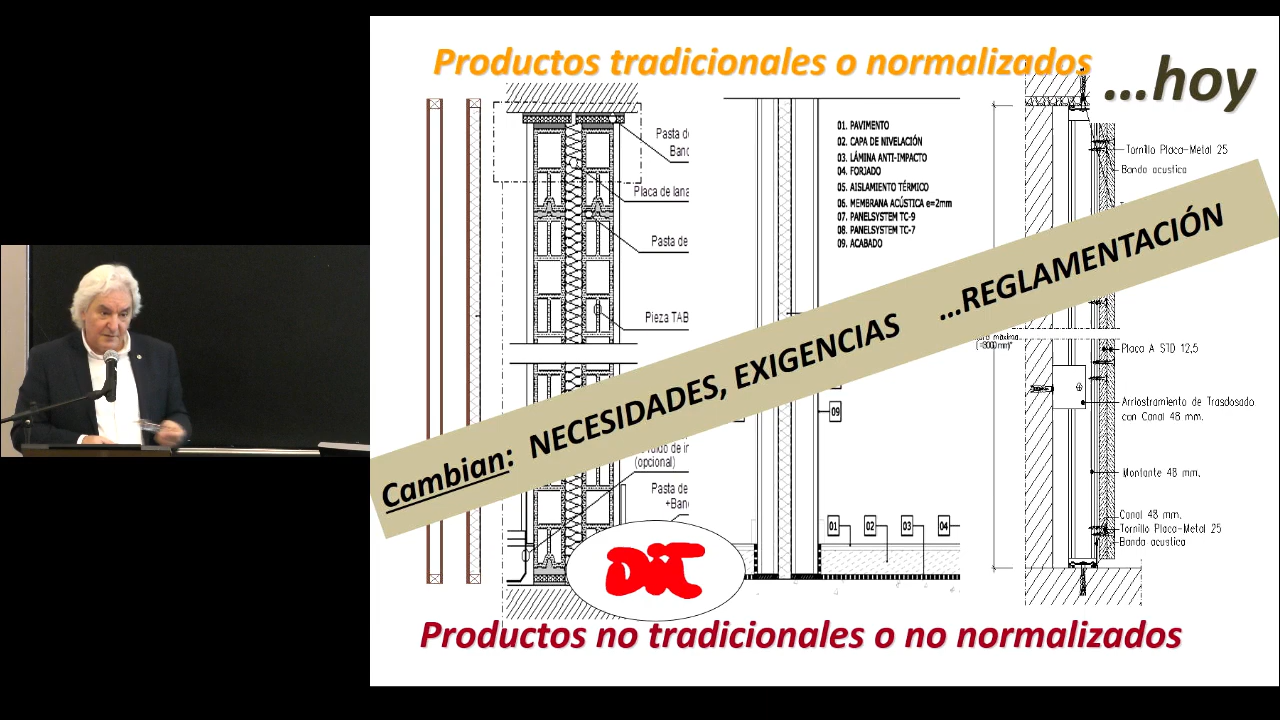 Productos tradicionales o normalizados
...hoy
Pasta de
Banc
Placa de lana
Pasta de
Pieza TAB
(opcional)
Pasta de
+Ban
01. PAVIMENTO
02. CAPA DE NIVELACIÓN
03. LÁMINA ANTI-IMPACTO
04. FORJADO
05. AISLAMIENTO TÉRMICO
06. MEMBRANA ACÚSTICA e=2mm
07. PANELSYSTEM TC-9
08. PANELSYSTEM TC-7
09. ACABADO
09
01 02 03 04
Tornillo Placa-Metal 25
Banda acustica
Placa A STD 12,5
Arriostramiento de Trasdosado
con Canal 48 mm.
Montante 48 mm.
Canal 48 mm.
Tornillo Placa-Metal 25
Banda acustica
Cambian: NECESIDADES, EXIGENCIAS ...REGLAMENTACIÓN
DiT
Productos no tradicionales o no normalizados